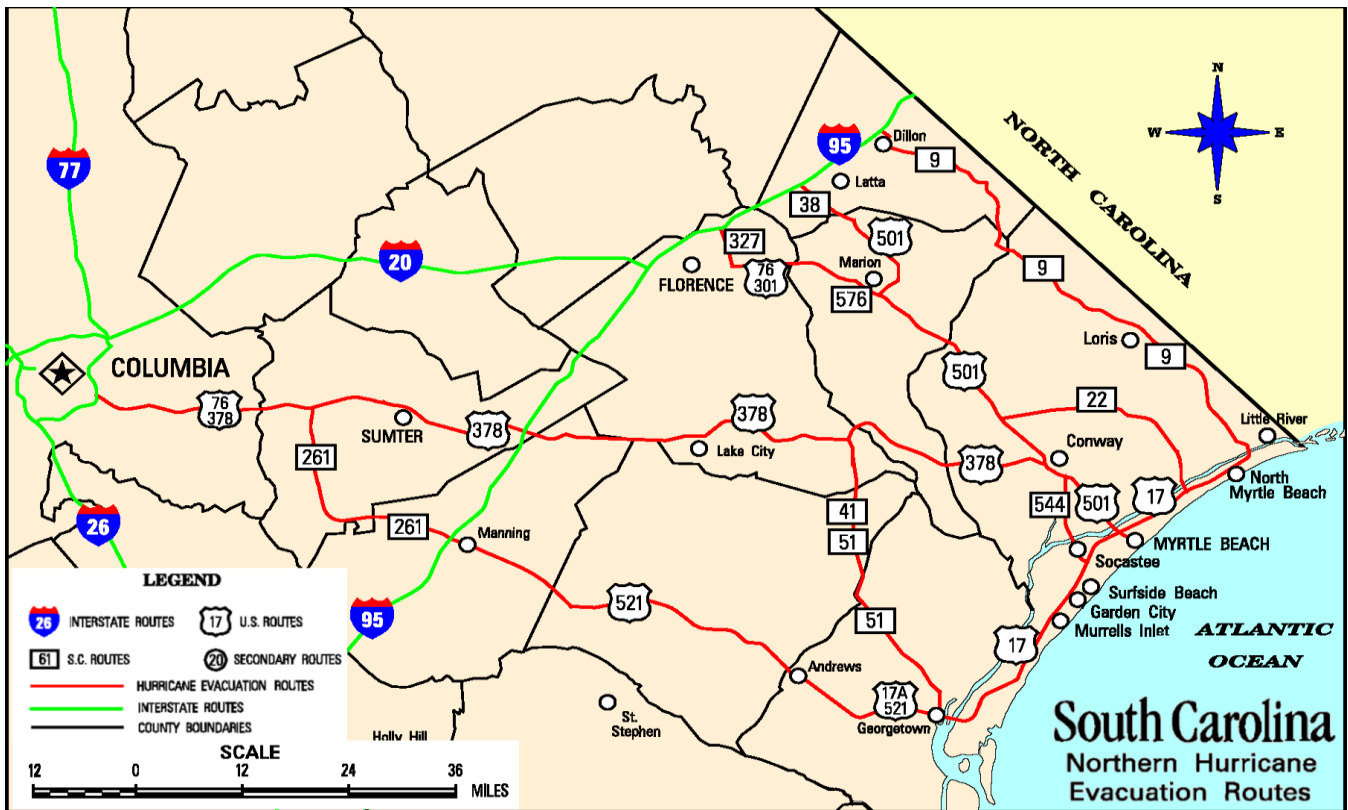 N
W
E
S
NORTH CAROLINA
77
95
Dillon
9
Latta
38
20
327
501
Marion
FLORENCE
76
301
576
9
Loris
9
COLUMBIA
501
76
378
22
378
Little River
SUMTER
378
Lake City
Conway
261
378
North
Myrtle Beach
17
544
501
41
26
261
Manning
51
MYRTLE BEACH
Socastee
521
Surfside Beach
Garden City
Murrells Inlet
95
51
17
ATLANTIC
OCEAN
Andrews
17A
521
Georgetown
St.
Stephen
Holly Hill
LEGEND
26 INTERSTATE ROUTES
17 U.S. ROUTES
61 S.C. ROUTES
20 SECONDARY ROUTES
HURRICANE EVACUATION ROUTES
INTERSTATE ROUTES
COUNTY BOUNDARIES
SCALE
12 0 12 24 36
MILES
South Carolina
Northern Hurricane
Evacuation Routes